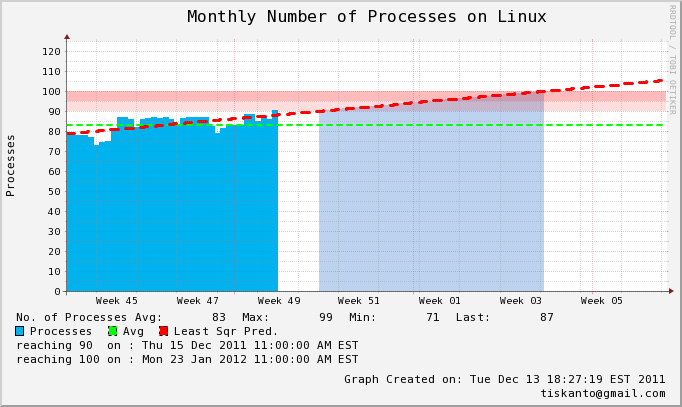 Monthly Number of Processes on Linux
RRDTOOL / TOBI OETIKER
Processes
120
110
100
90
80
70
60
50
40
30
20
10
0
Week 45 Week 47 Week 49 Week 51 Week 01 Week 03 Week 05
No. of Processes Avg: 83 Max: 99 Min: 71 Last: 87
Processes Avg Least Sqr Pred.
reaching 90 on : Thu 15 Dec 2011 11:00:00 AM EST
reaching 100 on : Mon 23 Jan 2012 11:00:00 AM EST
Graph Created on: Tue Dec 13 18:27:19 EST 2011
tiskanto@gmail.com